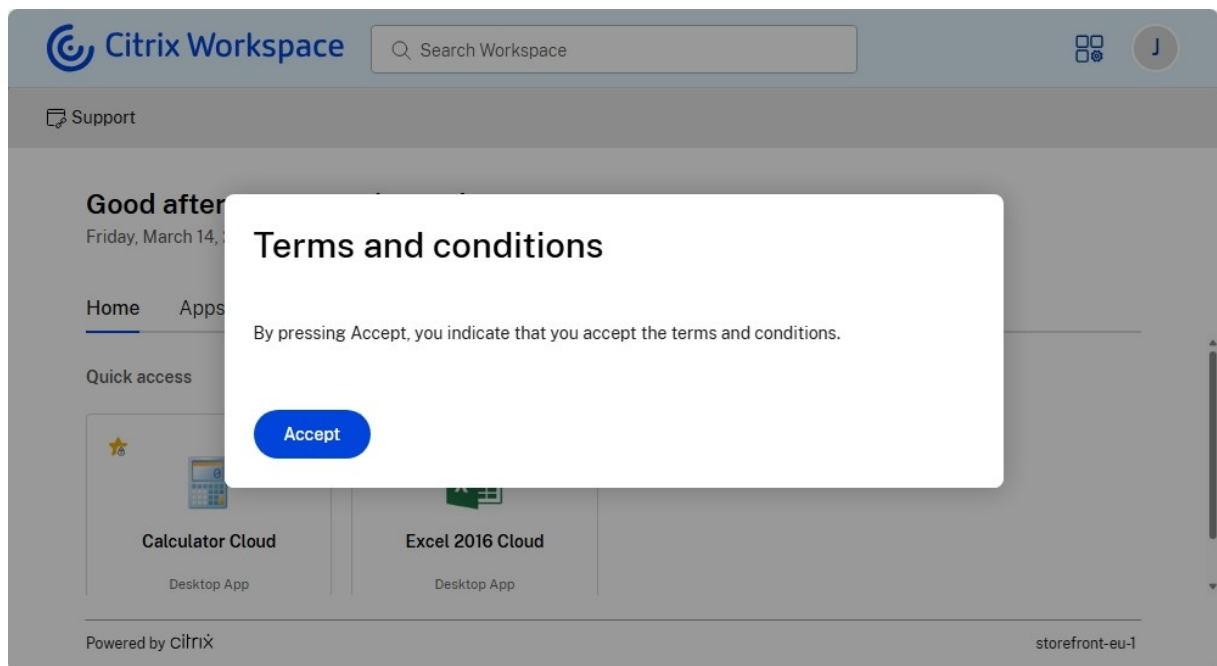 Citrix Workspace
Search Workspace
J
Support
Good after
Friday, March 14,
Terms and conditions
Home Apps
By pressing Accept, you indicate that you accept the terms and conditions.
Quick access
Accept
Calculator Cloud
Excel 2016 Cloud
Desktop App
Desktop App
Powered by citrix
storefront-eu-1